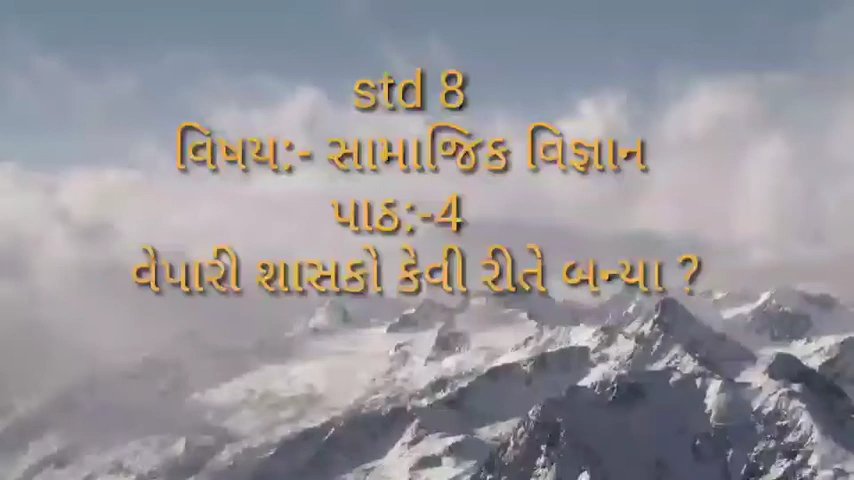 std 8
વિષય:- સામાજિક વિજ્ઞાન
પાઠ:-4
વેપારી શાસકો કેવી રીતે બન્યા ?